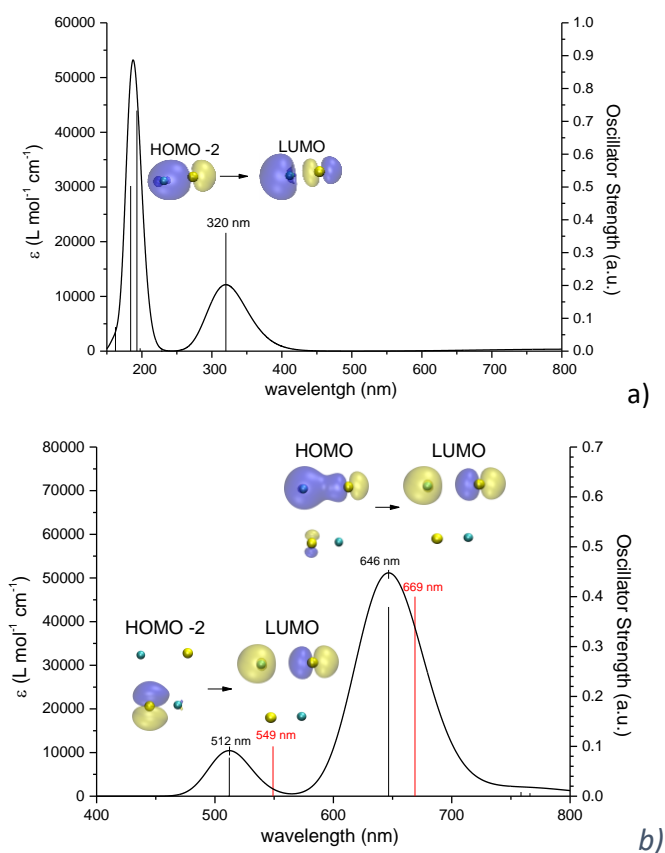 60000
50000
40000
30000
20000
10000
0
ε (L mol⁻¹ cm⁻¹)
HOMO -2
LUMO
320 nm
1.0
0.9
0.8
0.7
0.6
0.5
0.4
0.3
0.2
0.1
0.0
Oscillator Strength (a.u.)
200 300 400 500 600 700 800
wavelentgh (nm)
a)
80000
70000
60000
50000
40000
30000
20000
10000
0
ε (L mol⁻¹ cm⁻¹)
HOMO LUMO
646 nm
669 nm
HOMO -2 LUMO
512 nm
549 nm
0.7
0.6
0.5
0.4
0.3
0.2
0.1
0.0
Oscillator Strength (a.u.)
400 500 600 700 800
wavelength (nm)
b)